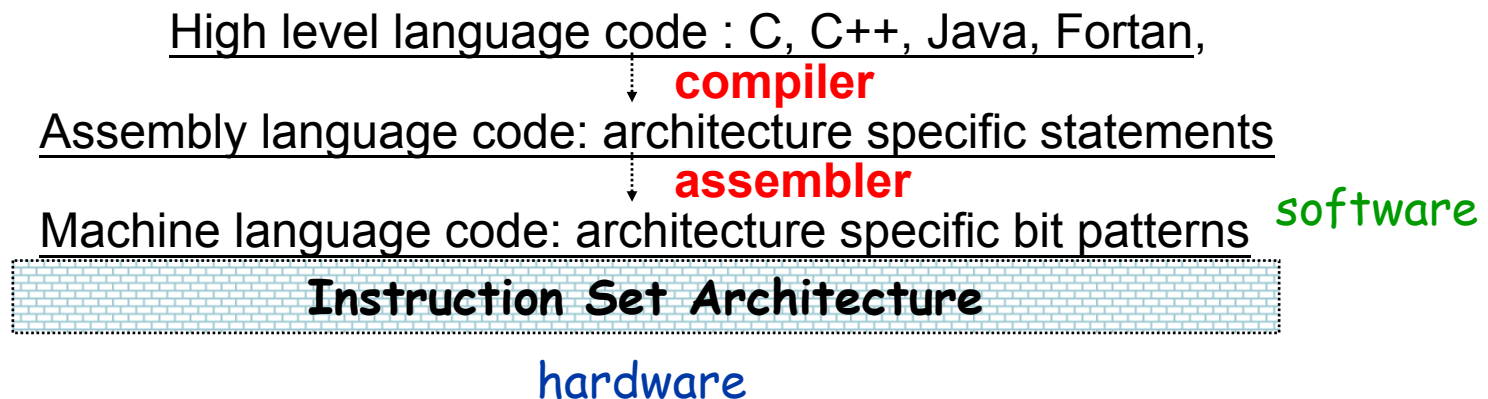 High level language code : C, C++, Java, Fortan,
compiler
Assembly language code: architecture specific statements
assembler
Machine language code: architecture specific bit patterns
software
Instruction Set Architecture
hardware